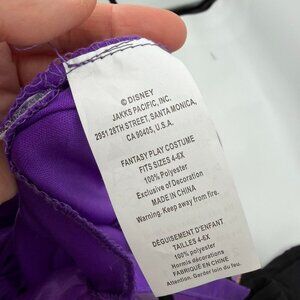 © DISNEY
JAKKS PACIFIC, INC.
2951 28TH STREET, SANTA MONICA,
CA 90405, U.S.A.
FANTASY PLAY COSTUME
FITS SIZES 4-6X
100% Polyester
Exclusive of Decoration
MADE IN CHINA
Warning. Keep away from fire.
DÉGUISEMENT D'ENFANT
TAILLES 4-6X
100% Polyester
Hormis décorations
FABRIQUÉ EN CHINE
Attention. Garder loin du feu.